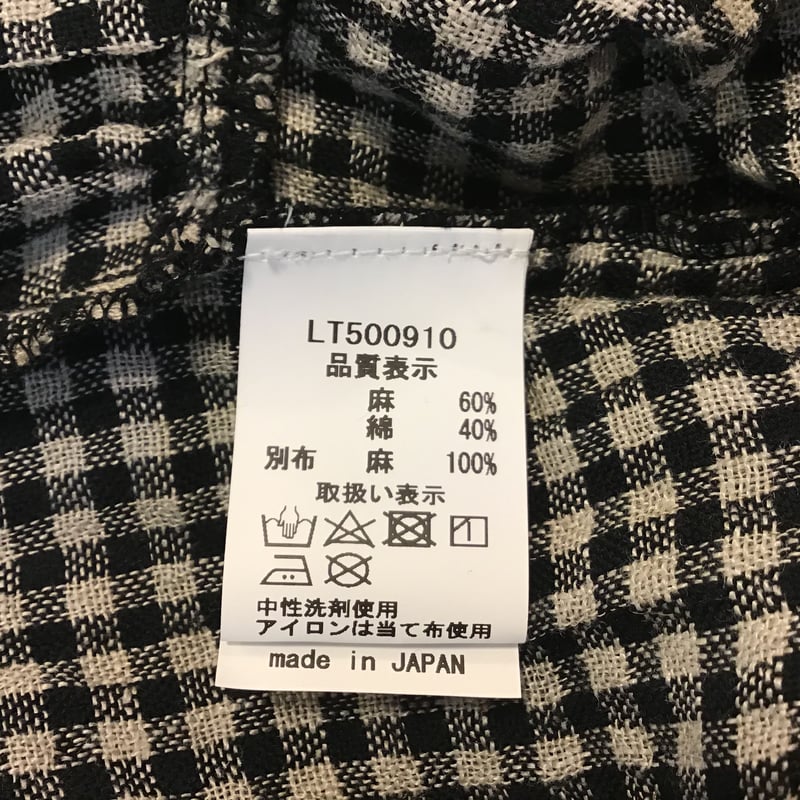 LT500910
品質表示
麻 60%
綿 40%
別布 麻 100%
取扱い表示
中性洗剤使用
アイロンは当て布使用
made in JAPAN